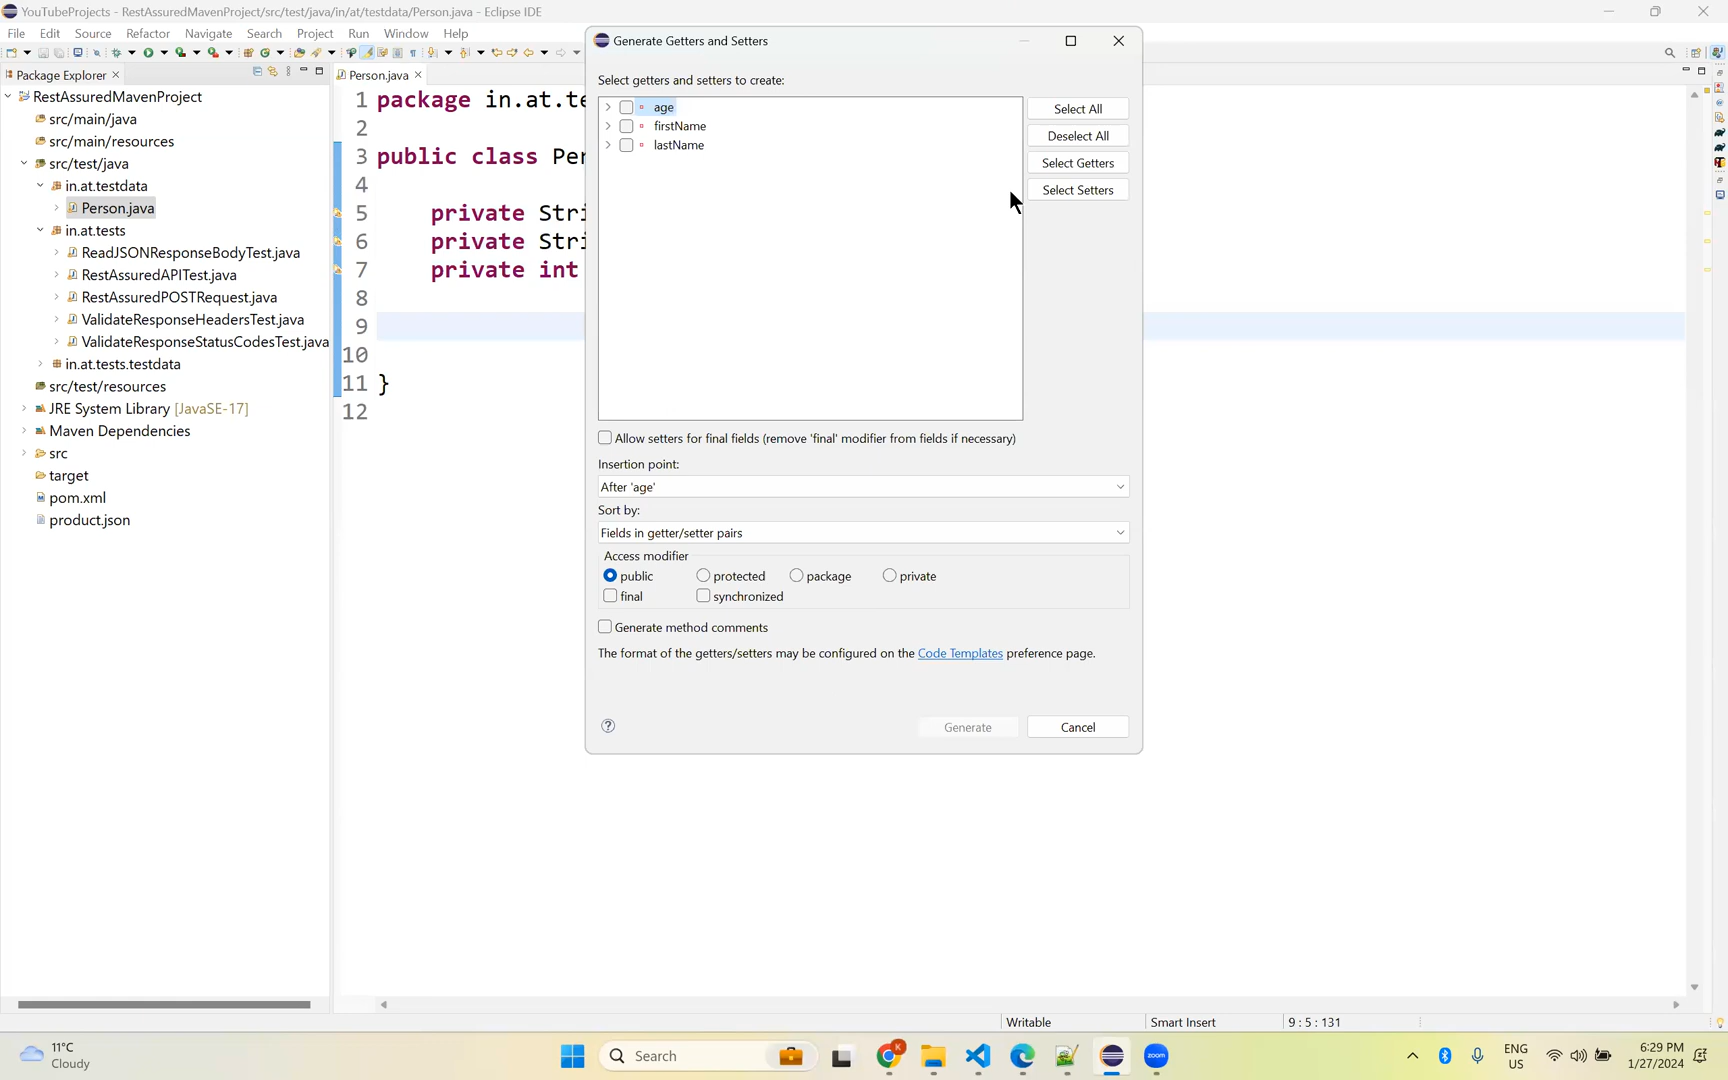 YouTubeProjects - RestAssuredMavenProject/src/test/java/in/at/testdata/Person.java - Eclipse IDE
File Edit Source Refactor Navigate Search Project Run Window Help
Package Explorer
RestAssuredMavenProject
src/main/java
src/main/resources
src/test/java
in.at.testdata
Person.java
in.at.tests
ReadJSONResponseBodyTest.java
RestAssuredAPITest.java
RestAssuredPOSTRequest.java
ValidateResponseHeadersTest.java
ValidateResponseStatusCodesTest.java
in.at.tests.testdata
src/test/resources
JRE System Library [JavaSE-17]
Maven Dependencies
src
target
pom.xml
product.json
Person.java
1 package in.at.te
2
3 public class Per
4
5 private Stri
6 private Stri
7 private int
8
9
10
11 }
12
Generate Getters and Setters
Select getters and setters to create:
age
firstName
lastName
Select All
Deselect All
Select Getters
Select Setters
Allow setters for final fields (remove 'final' modifier from fields if necessary)
Insertion point:
After 'age'
Sort by:
Fields in getter/setter pairs
Access modifier
public protected package private
final synchronized
Generate method comments
The format of the getters/setters may be configured on the Code Templates preference page.
Generate Cancel
Writable Smart Insert 9 : 5 : 131
11°C
Cloudy
Search
zoom
ENG
US
6:29 PM
1/27/2024